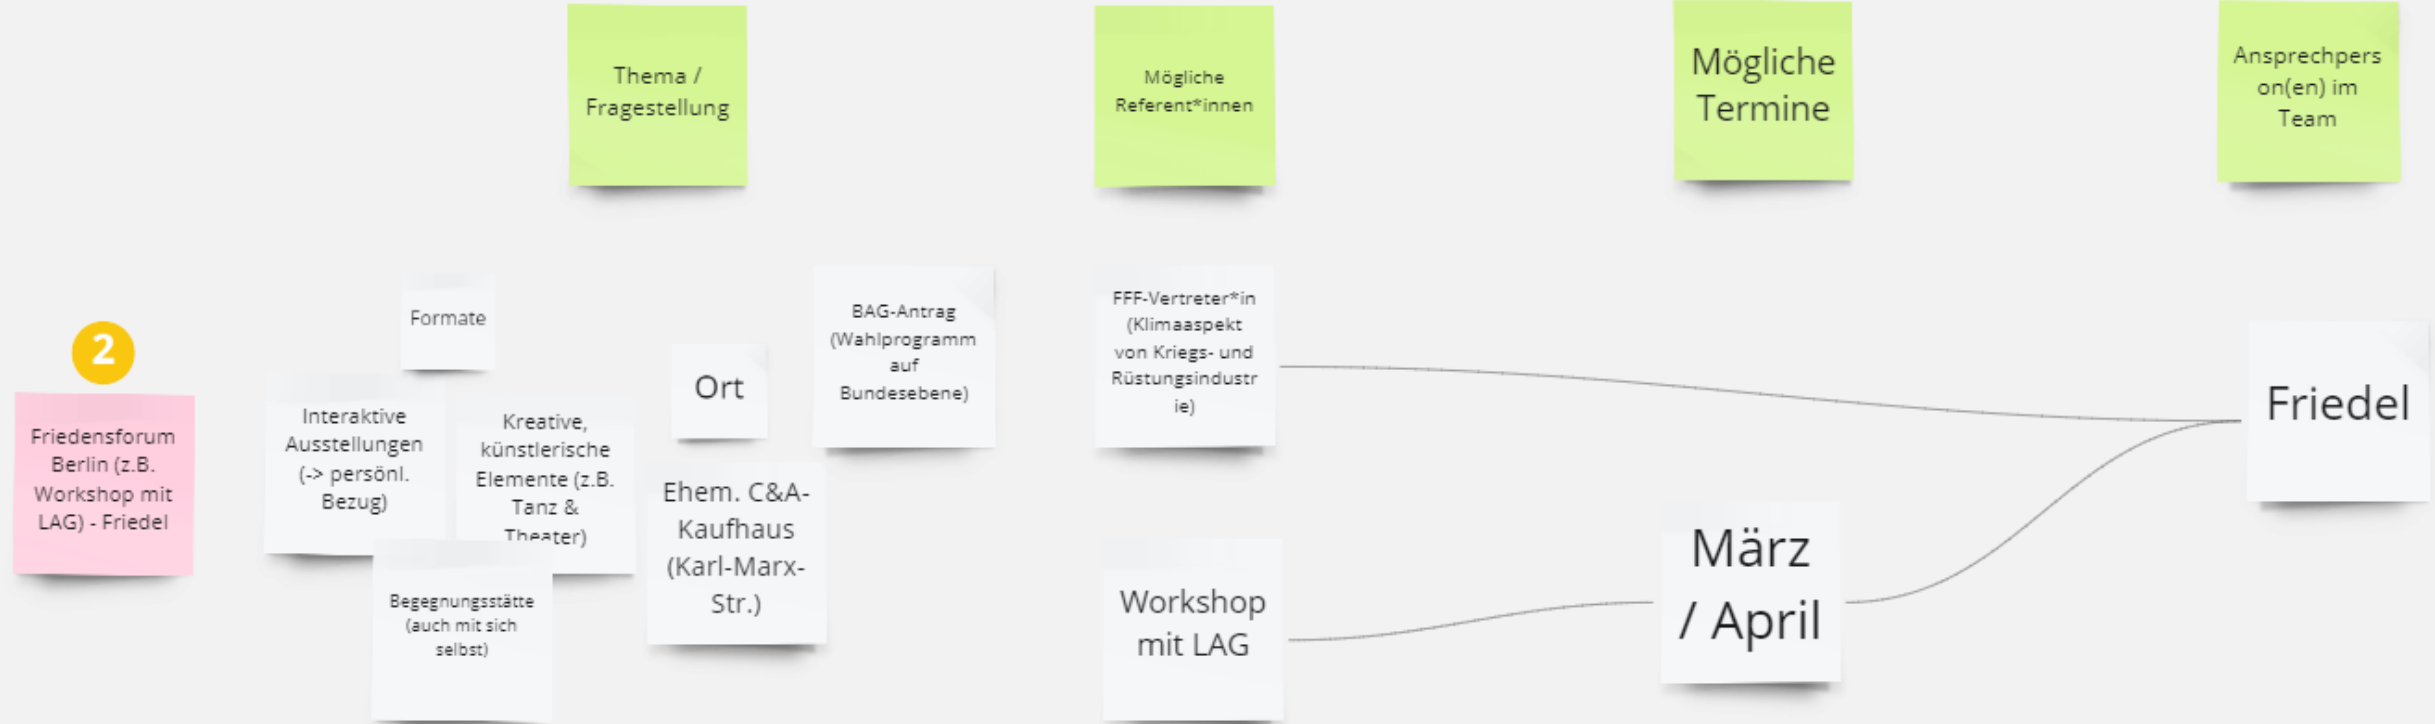 Thema /
Fragestellung
Mögliche
Referent*innen
Mögliche
Termine
Ansprechpers
on(en) im
Team
2
Friedensforum
Berlin (z.B.
Workshop mit
LAG) - Friedel
Formate
Interaktive
Ausstellungen
(-> persönl.
Bezug)
Kreative,
künstlerische
Elemente (z.B.
Tanz &
Theater)
Begegnungsstätte
(auch mit sich
selbst)
Ort
Ehem. C&A-
Kaufhaus
(Karl-Marx-
Str.)
BAG-Antrag
(Wahlprogramm
auf
Bundesebene)
FFF-Vertreter*in
(Klimaaspekt
von Kriegs- und
Rüstungsindustr
ie)
Workshop
mit LAG
März
/ April
Friedel